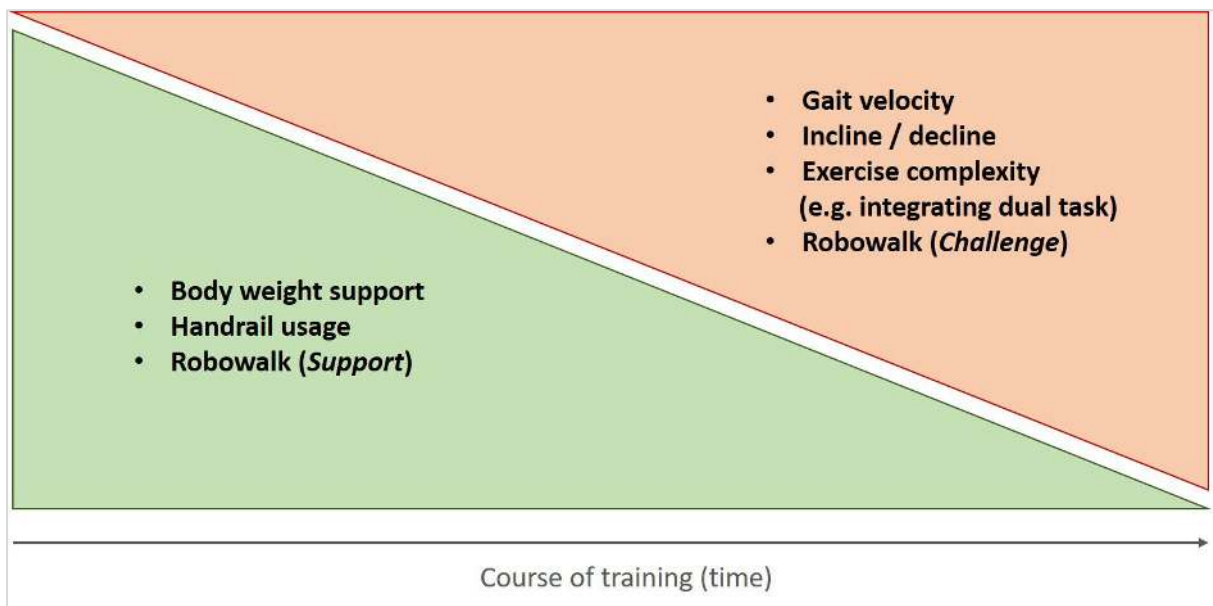 • Gait velocity
• Incline / decline
• Exercise complexity
(e.g. integrating dual task)
• Robowalk (Challenge)
• Body weight support
• Handrail usage
• Robowalk (Support)
Course of training (time)